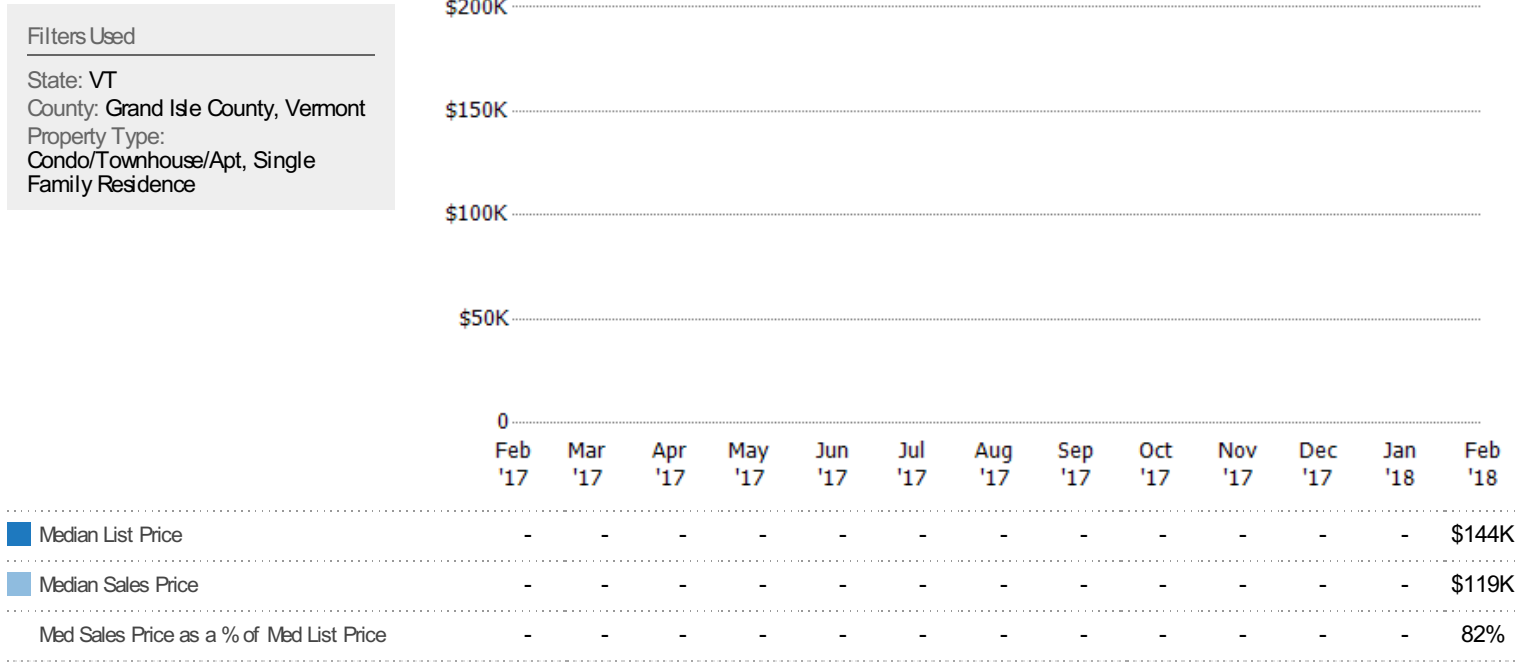 Filters Used
State: VT
County: Grand Isle County, Vermont
Property Type:
Condo/Townhouse/Apt, Single
Family Residence
$200K
$150K
$100K
$50K
0
Feb Mar Apr May Jun Jul Aug Sep Oct Nov Dec Jan Feb
'17 '17 '17 '17 '17 '17 '17 '17 '17 '17 '17 '18 '18
Median List Price - - - - - - - - - - - - $144K
Median Sales Price - - - - - - - - - - - - $119K
Med Sales Price as a % of Med List Price - - - - - - - - - - - - 82%